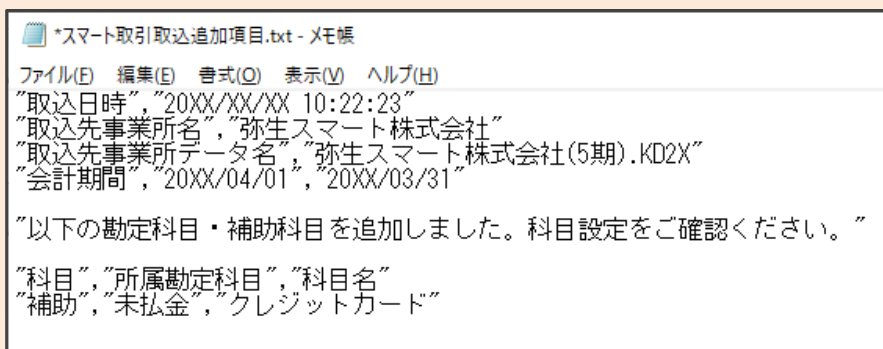 *スマート取引取込追加項目.txt - メモ帳
ファイル(F) 編集(E) 書式(O) 表示(V) ヘルプ(H)
"取込日時","20XX/XX/XX 10:22:23"
"取込先事業所名","弥生スマート株式会社"
"取込先事業所データ名","弥生スマート株式会社(5期).KD2X"
"会計期間","20XX/04/01","20XX/03/31"
"以下の勘定科目・補助科目を追加しました。科目設定をご確認ください。"
"科目","所属勘定科目","科目名"
"補助","未払金","クレジットカード"